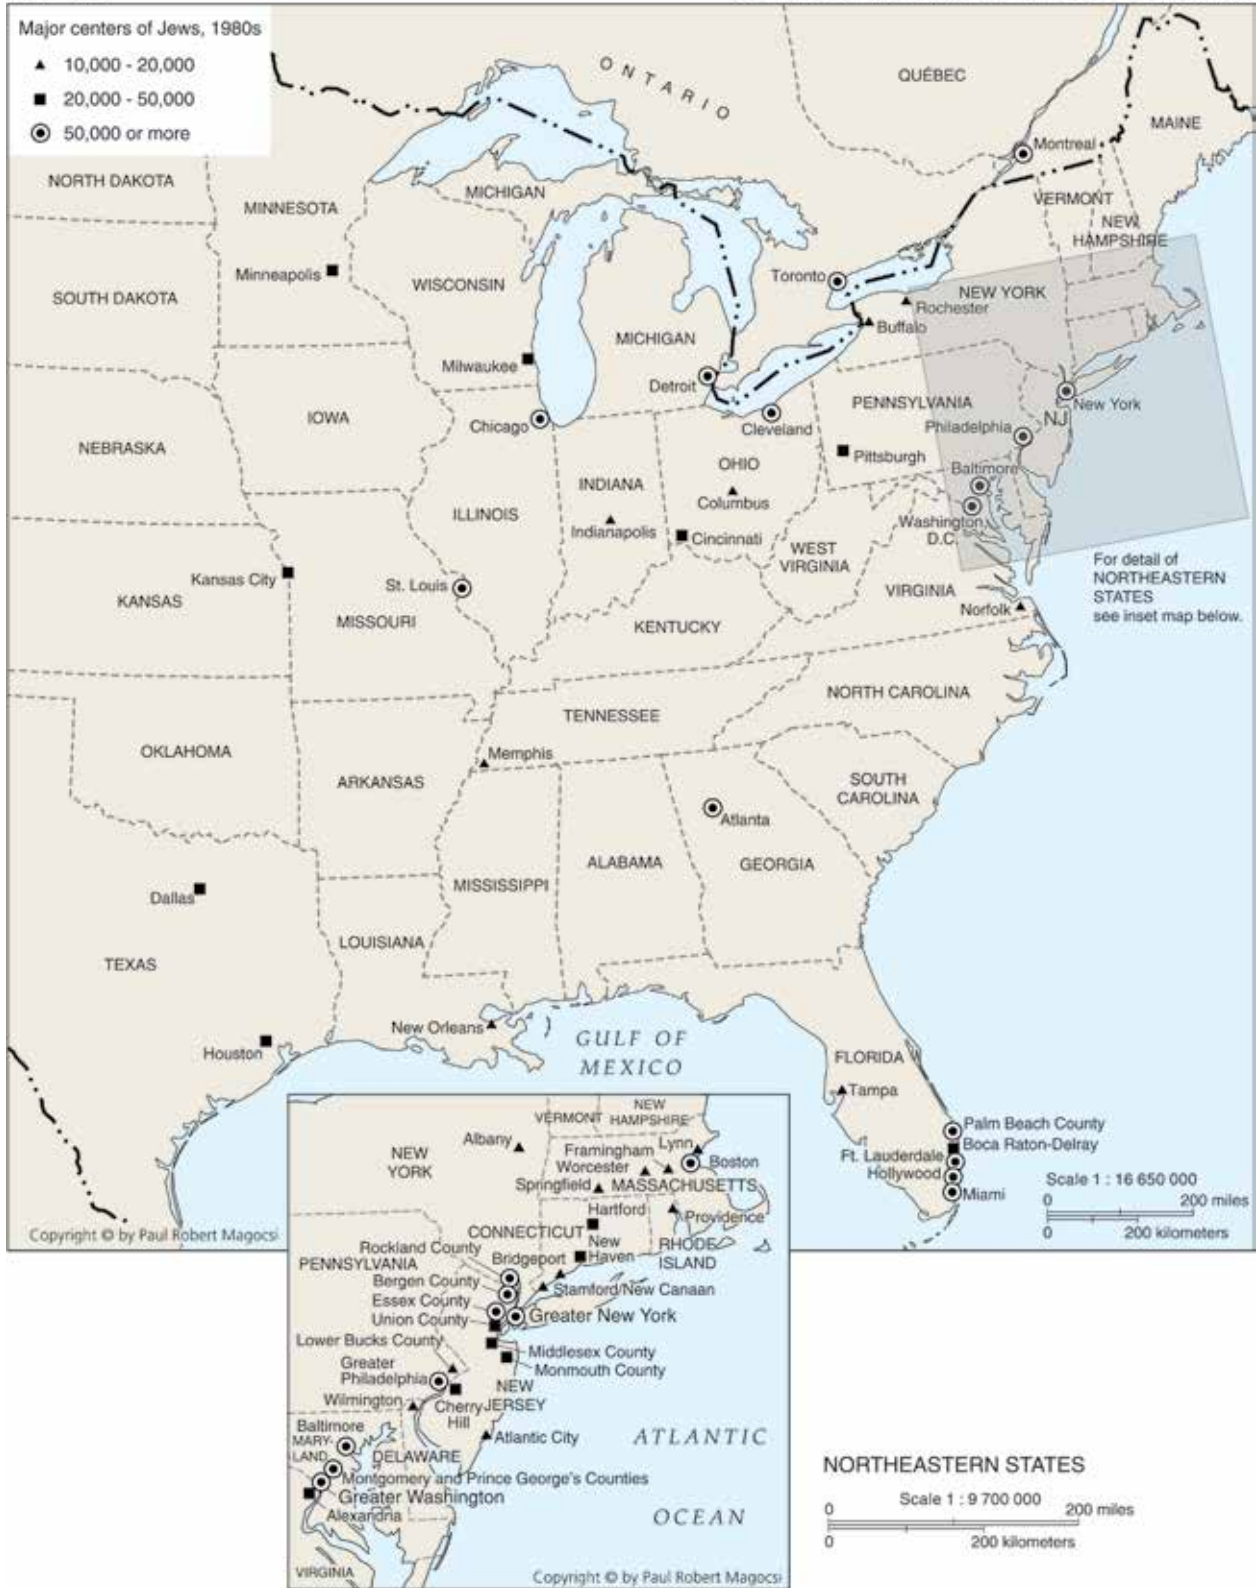 Major centers of Jews, 1980s
10,000 - 20,000
20,000 - 50,000
50,000 or more
ONTARIO
QUÉBEC
MAINE
Montreal
NORTH DAKOTA
MINNESOTA
MICHIGAN
VERMONT
NEW
HAMPSHIRE
Minneapolis
SOUTH DAKOTA
WISCONSIN
Toronto
NEW YORK
Rochester
Buffalo
MICHIGAN
Milwaukee
Detroit
IOWA
Chicago
Cleveland
PENNSYLVANIA
New York
NJ
Philadelphia
NEBRASKA
OHIO
Pittsburgh
Baltimore
INDIANA
Columbus
ILLINOIS
Indianapolis
Cincinnati
Washington
D.C.
WEST
VIRGINIA
For detail of
NORTHEASTERN
STATES
see inset map below.
Kansas City
KANSAS
St. Louis
MISSOURI
VIRGINIA
Norfolk
KENTUCKY
NORTH CAROLINA
TENNESSEE
OKLAHOMA
Memphis
ARKANSAS
SOUTH
CAROLINA
Atlanta
ALABAMA
GEORGIA
MISSISSIPPI
Dallas
LOUISIANA
TEXAS
New Orleans
GULF OF
MEXICO
Houston
FLORIDA
Tampa
Palm Beach County
Boca Raton-Delray
Ft. Lauderdale
Hollywood
Miami
Scale 1 : 16 650 000
0 200 miles
0 200 kilometers
Copyright © by Paul Robert Magocsi
VERMONT
NEW
HAMPSHIRE
NEW
YORK
Albany
Lynn
Framingham
Worcester
Boston
Springfield
MASSACHUSETTS
Hartford
Providence
CONNECTICUT
RHODE
ISLAND
Rockland County
Bridgeport
New
Haven
PENNSYLVANIA
Bergen County
Stamford/New Canaan
Essex County
Greater New York
Union County
Lower Bucks County
Middlesex County
Monmouth County
Greater
Philadelphia
NEW
JERSEY
Wilmington
Cherry
Hill
Baltimore
MARY-
LAND
DELAWARE
Atlantic City
ATLANTIC
OCEAN
Montgomery and Prince George's Counties
Greater Washington
Alexandria
VIRGINIA
Copyright © by Paul Robert Magocsi
NORTHEASTERN STATES
Scale 1 : 9 700 000
0 200 miles
0 200 kilometers